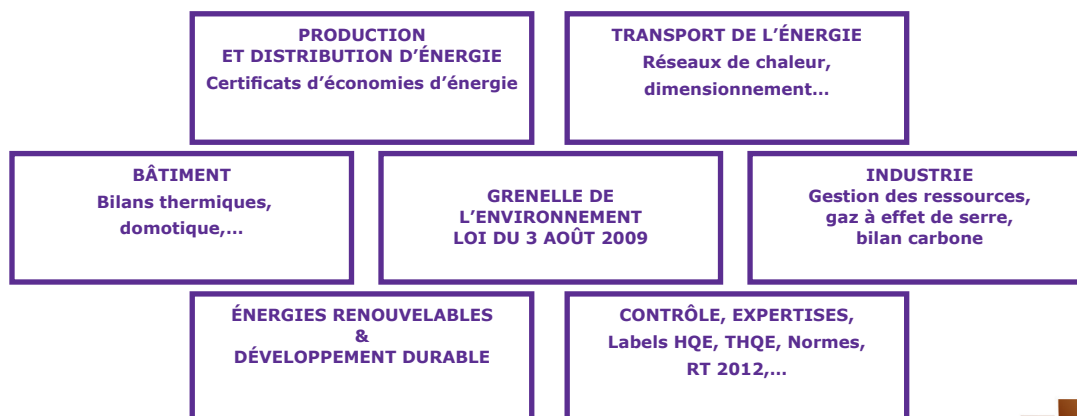 PRODUCTION
ET DISTRIBUTION D’ÉNERGIE
Certificats d’économies d’énergie
TRANSPORT DE L’ÉNERGIE
Réseaux de chaleur,
dimensionnement...
BÂTIMENT
Bilans thermiques,
domotique,...
GRENELLE DE
L’ENVIRONNEMENT
LOI DU 3 AOÛT 2009
INDUSTRIE
Gestion des ressources,
gaz à effet de serre,
bilan carbone
ÉNERGIES RENOUVELABLES
&
DÉVELOPPEMENT DURABLE
CONTRÔLE, EXPERTISES,
Labels HQE, THQE, Normes,
RT 2012,...